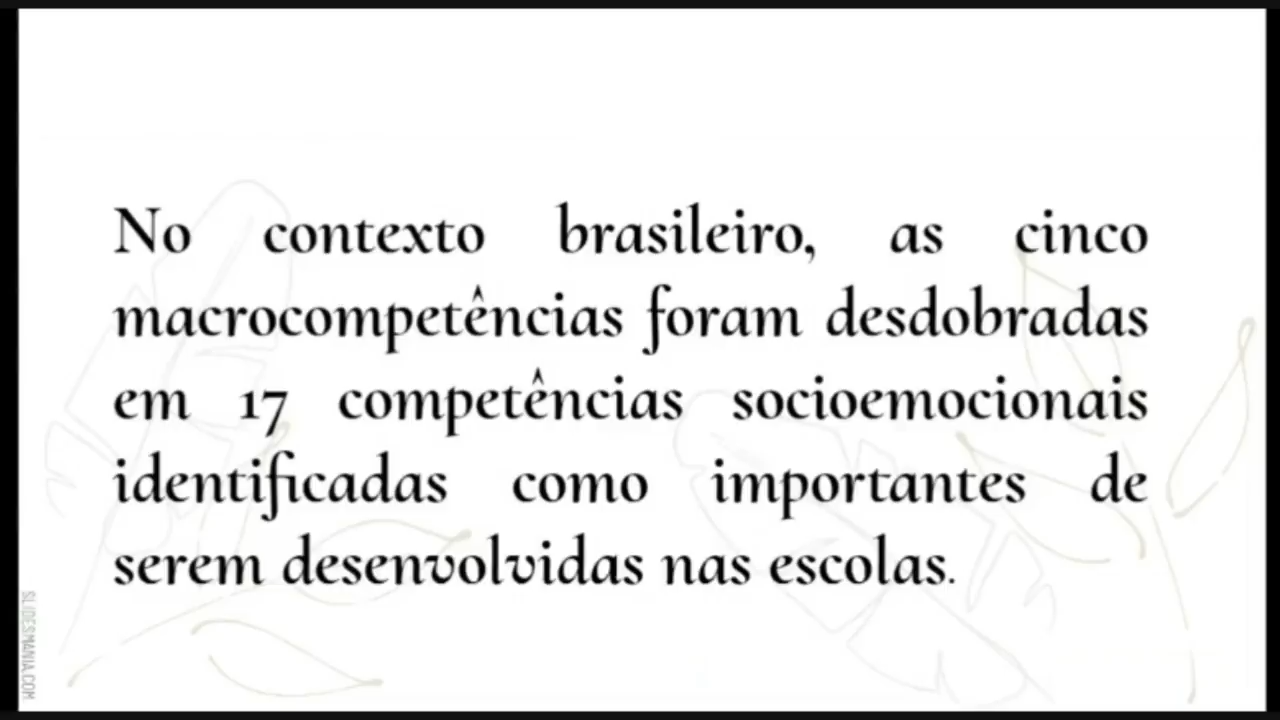 No contexto brasileiro, as cinco
macrocompetências foram desdobradas
em 17 competências socioemocionais
identificadas como importantes de
serem desenvolvidas nas escolas.
SLIDESMANIA.COM